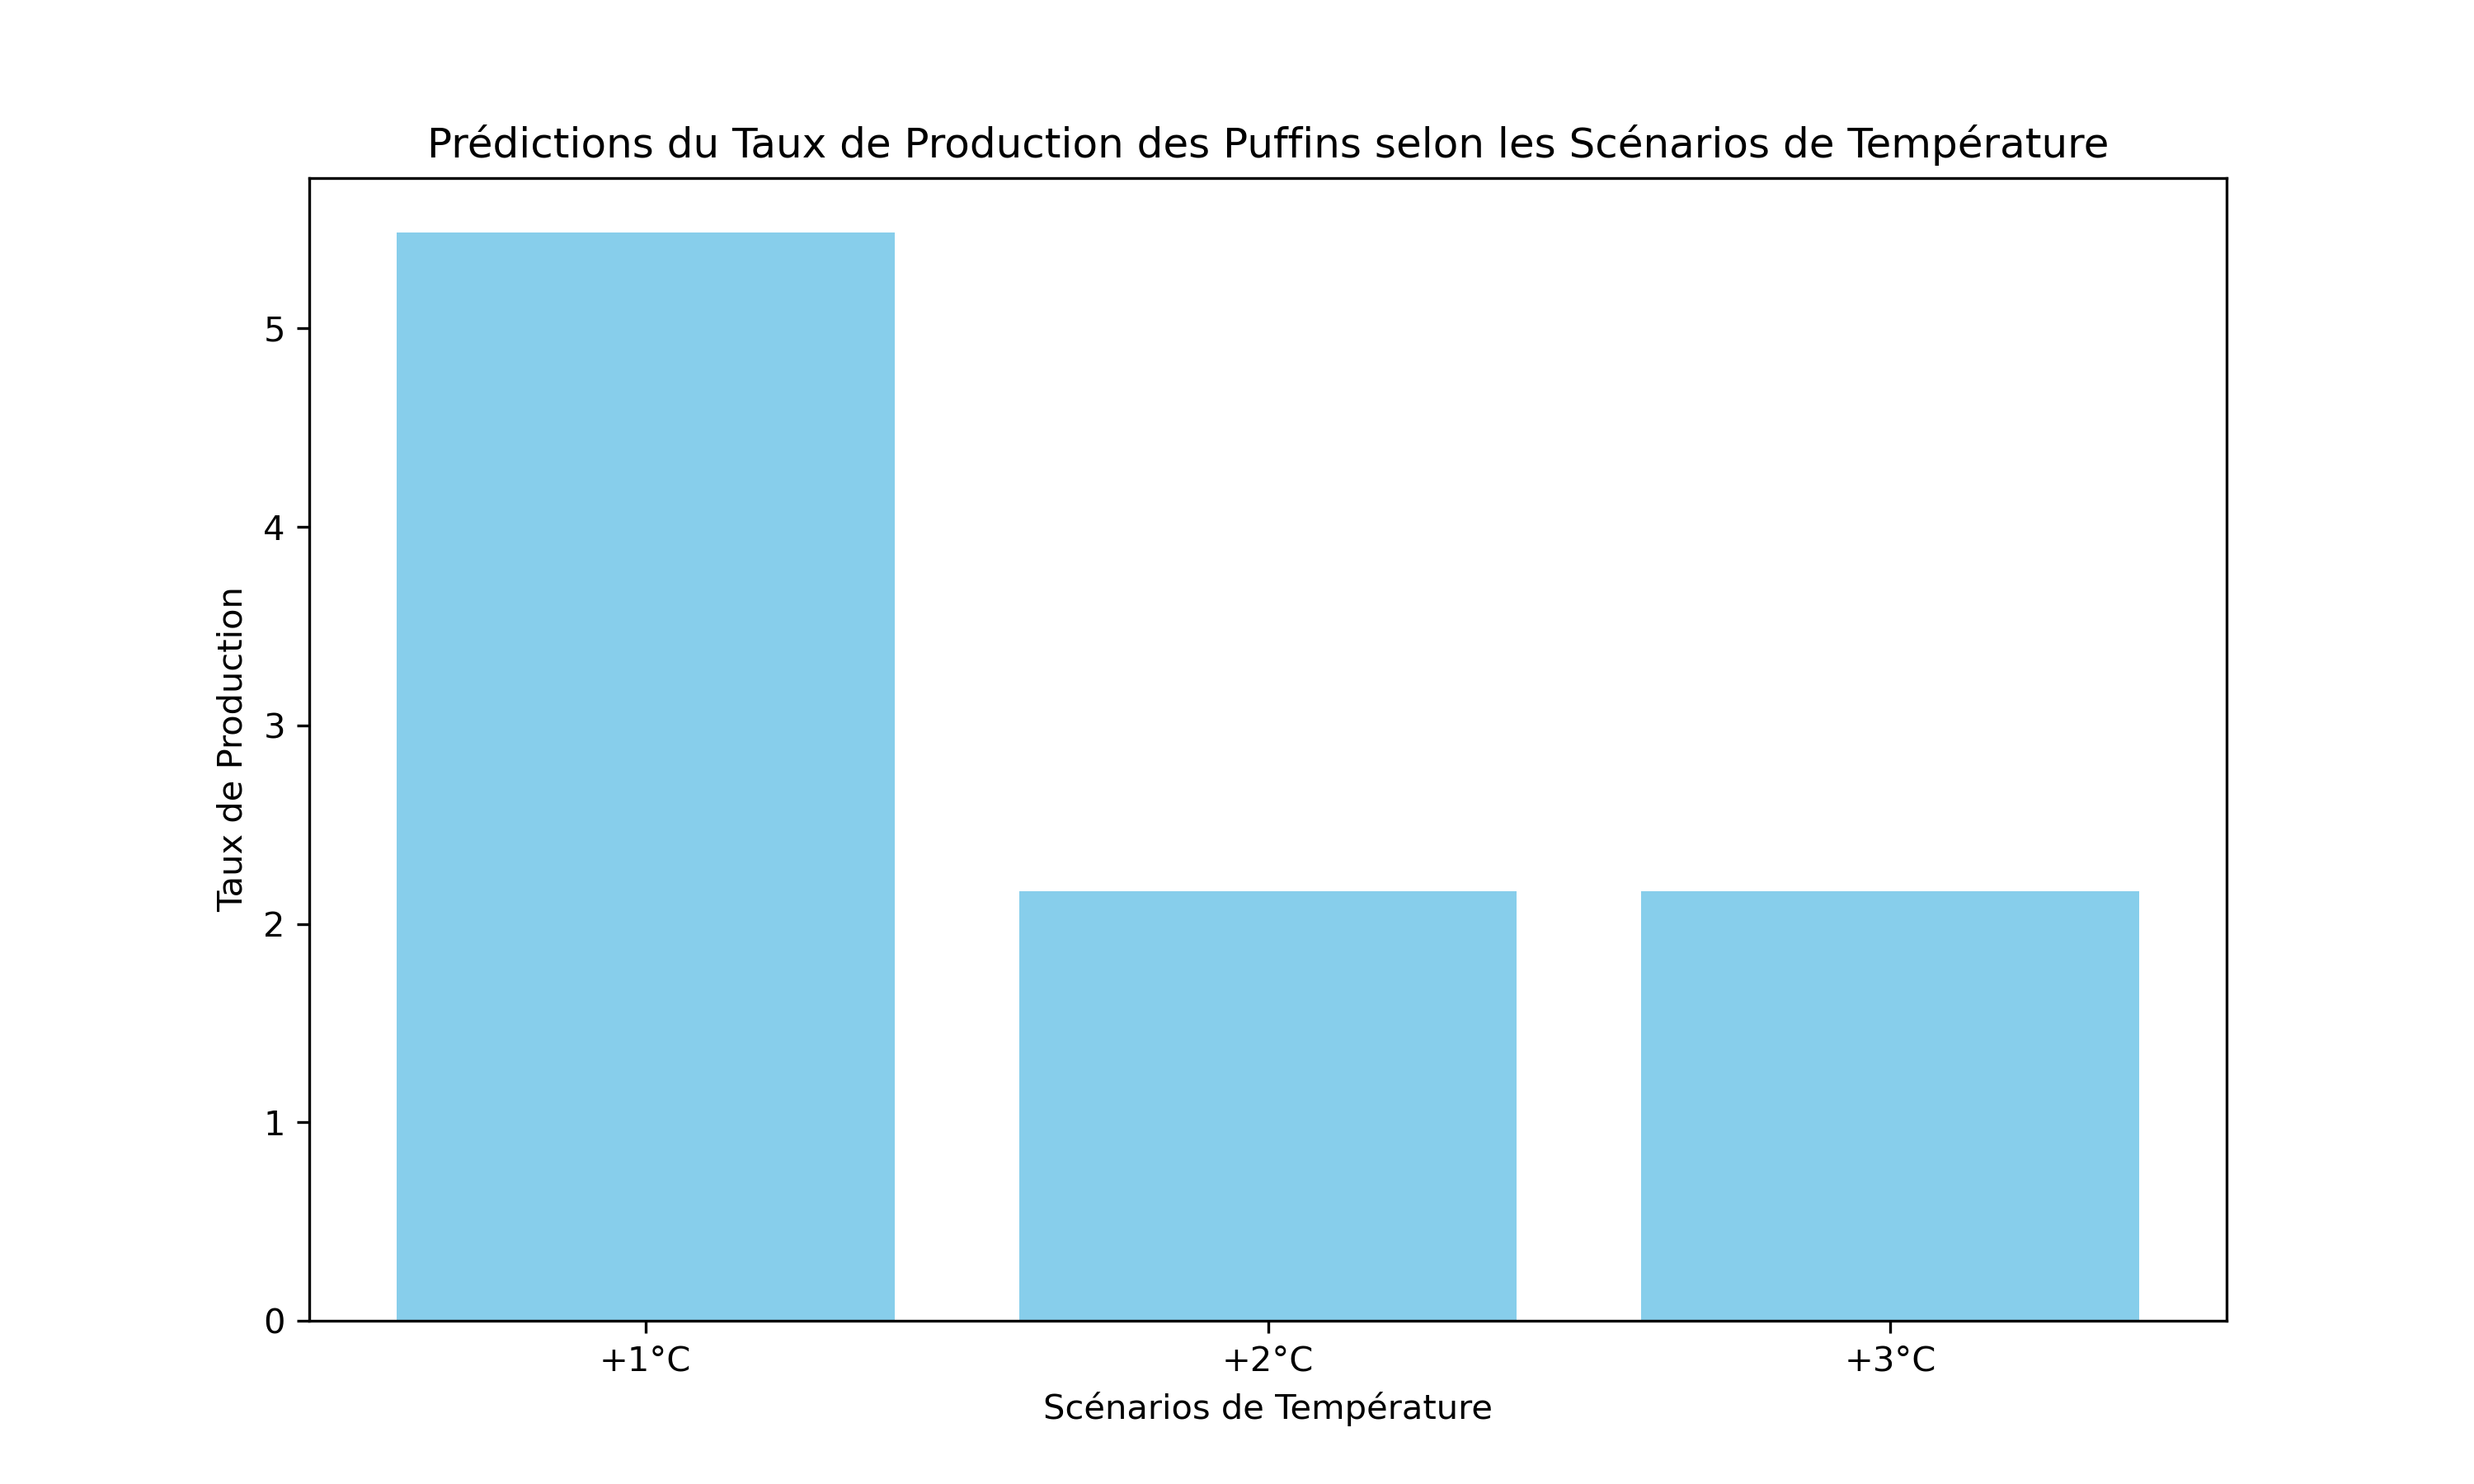 Prédictions du Taux de Production des Puffins selon les Scénarios de Température
Taux de Production
5
4
3
2
1
0
+1°C
+2°C
+3°C
Scénarios de Température